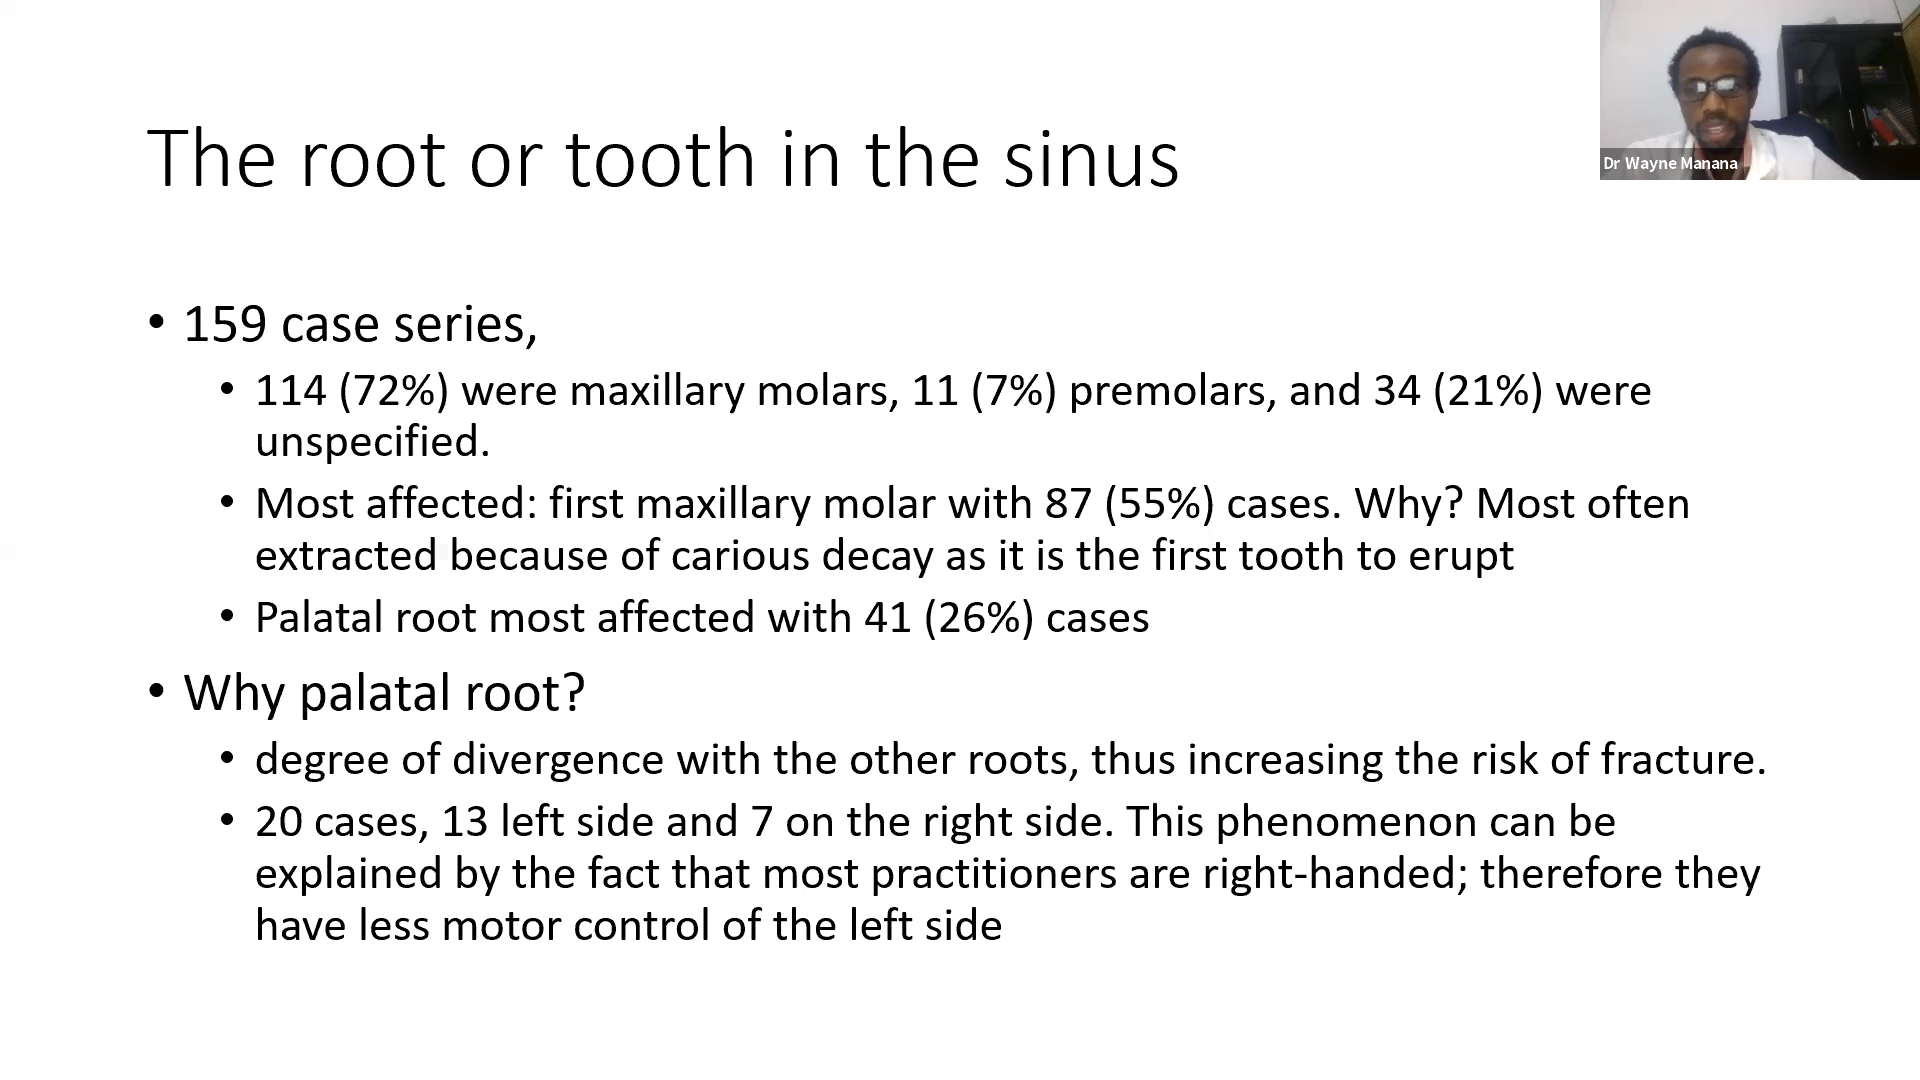 The root or tooth in the sinus
Dr Wayne Manana
• 159 case series,
• 114 (72%) were maxillary molars, 11 (7%) premolars, and 34 (21%) were
unspecified.
• Most affected: first maxillary molar with 87 (55%) cases. Why? Most often
extracted because of carious decay as it is the first tooth to erupt
• Palatal root most affected with 41 (26%) cases
• Why palatal root?
• degree of divergence with the other roots, thus increasing the risk of fracture.
• 20 cases, 13 left side and 7 on the right side. This phenomenon can be
explained by the fact that most practitioners are right-handed; therefore they
have less motor control of the left side